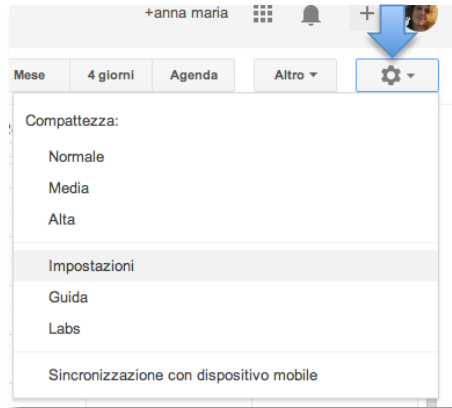 +anna maria
Mese 4 giorni Agenda Altro
Compattezza:
Normale
Media
Alta
Impostazioni
Guida
Labs
Sincronizzazione con dispositivo mobile